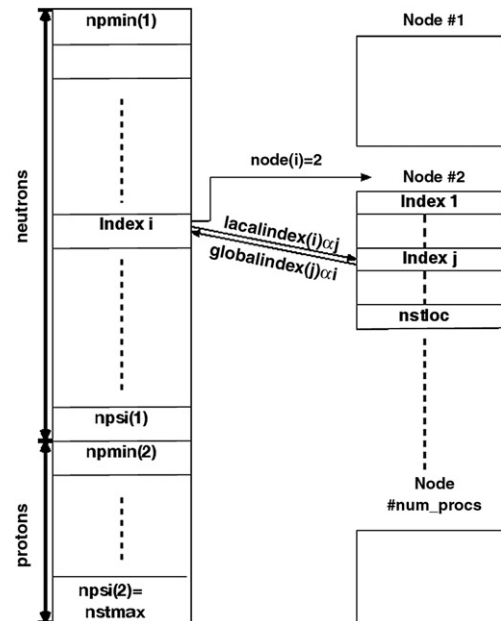 npmin(1)
Node #1
node(i)=2
Node #2
Index 1
neutrons
Index i
lacalindex(i)αj
globalindex(j)αi
Index j
nstloc
npsi(1)
npmin(2)
Node
#num_procs
protons
npsi(2)=
nstmax